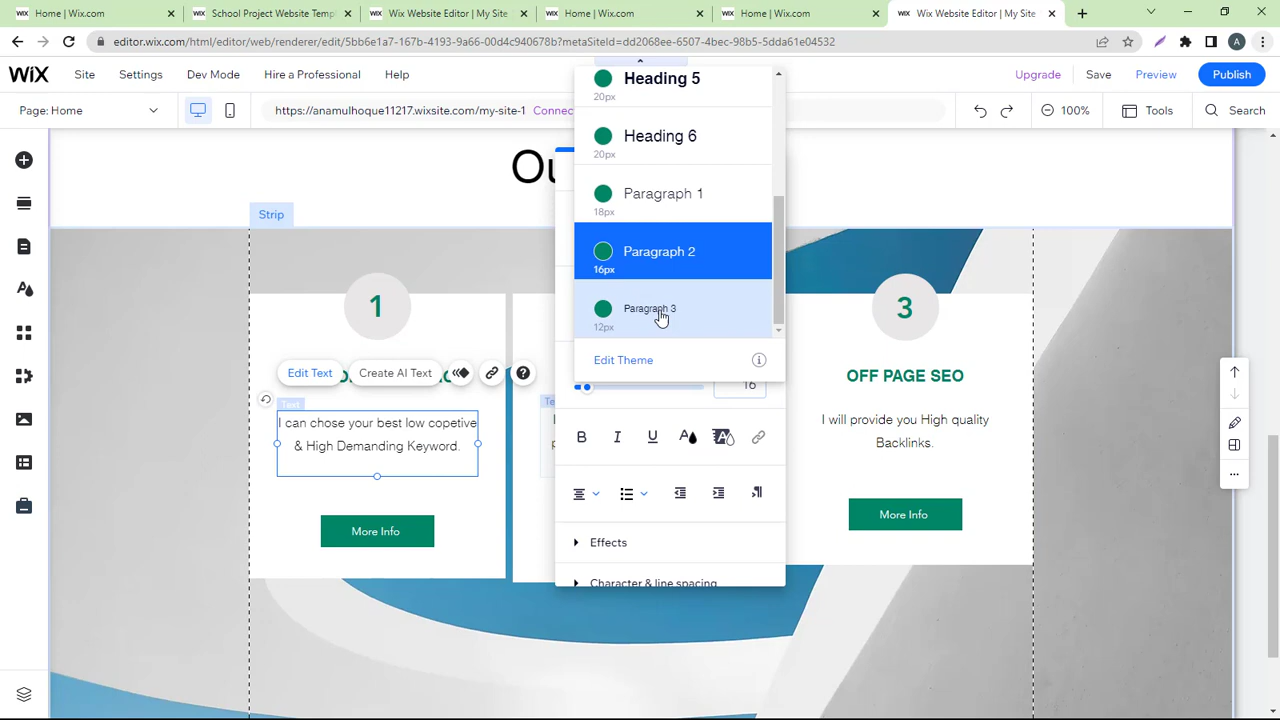 Home | Wix.com
School Project Website Templ
Wix Website Editor | My Site
Home | Wix.com
Home | Wix.com
Wix Website Editor | My Site
editor.wix.com/html/editor/web/renderer/edit/5bb6e1a7-167b-4193-9a66-00d4c940678b?metaSiteId=dd2068ee-6507-4bec-98b5-5dda61e04532
A
WiX
Site
Settings
Dev Mode
Hire a Professional
Help
Upgrade
Save
Preview
Publish
Page: Home
https://anamulhoque11217.wixsite.com/my-site-1
Connec
100%
Tools
Search
Heading 5
20px
Heading 6
20px
Paragraph 1
18px
Paragraph 2
16px
Paragraph 3
12px
Edit Theme
Ou
Strip
1
Edit Text
Create AI Text
Text
I can chose your best low copetive
& High Demanding Keyword.
More Info
16
B I U
Effects
Character & line spacing
3
OFF PAGE SEO
I will provide you High quality
Backlinks.
More Info